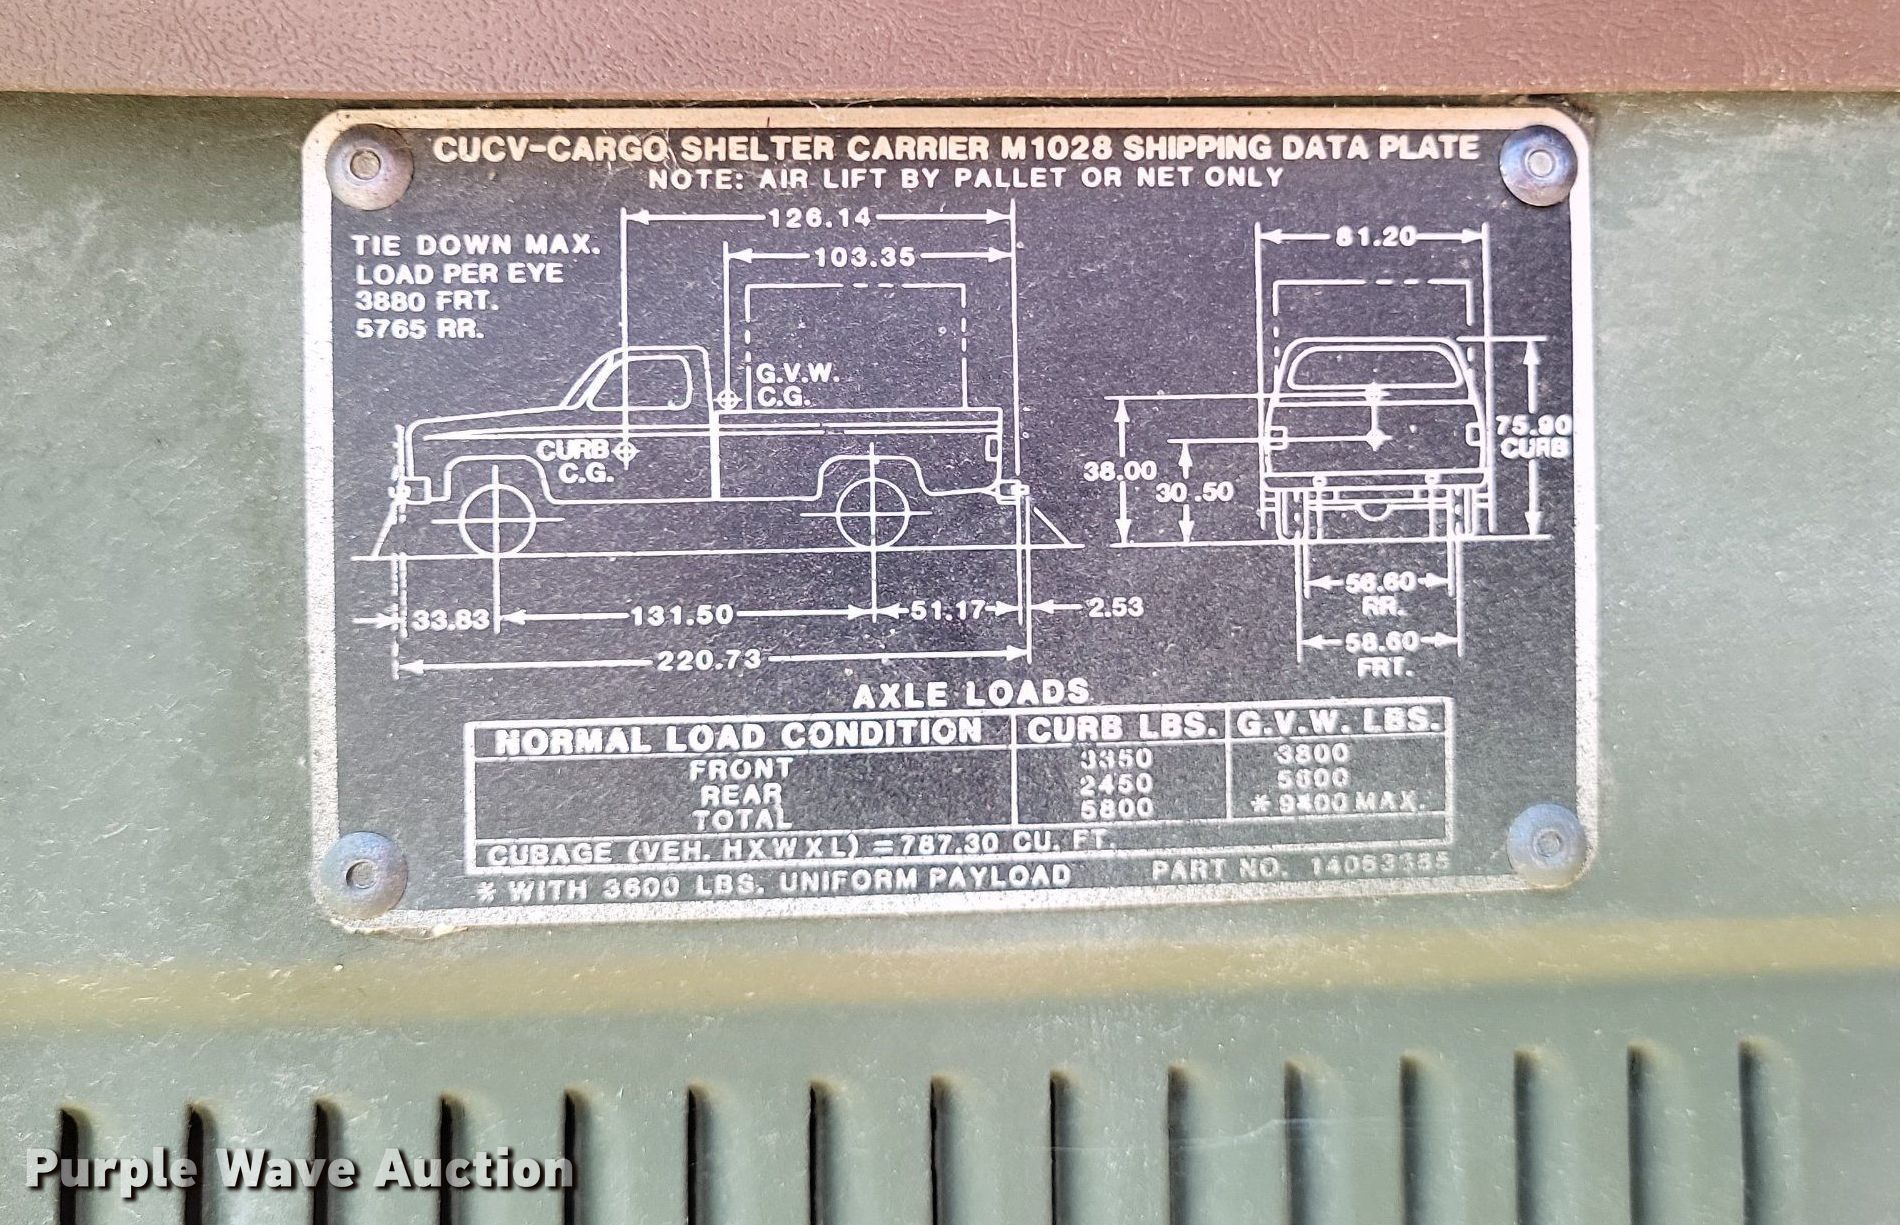 CUCV-CARGO SHELTER CARRIER M1028 SHIPPING DATA PLATE
NOTE: AIR LIFT BY PALLET OR NET ONLY
TIE DOWN MAX.
LOAD PER EYE
3880 FRT.
5765 RR.
126.14
103.35
G.V.W.
C.G.
CURB
C.G.
33.83
131.50
51.17
2.53
220.73
81.20
75.90
CURB
38.00
30.50
56.60
RR.
58.60
FRT.
AXLE LOADS
NORMAL LOAD CONDITION CURB LBS. G.V.W. LBS.
FRONT 3350 3800
REAR 2450
TOTAL 5800 * 9400 MAX.
CUBAGE (VEH. HXWXL) = 787.30 CU. FT.
* WITH 3600 LBS. UNIFORM PAYLOAD PART NO. 14063385
Purple Wave Auction